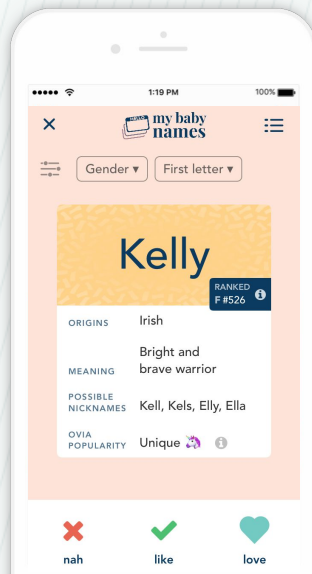 1:19 PM
100%
HELLO
my baby
names
Gender ▾
First letter ▾
Kelly
RANKED
F #526
ORIGINS Irish
MEANING Bright and
brave warrior
POSSIBLE
NICKNAMES Kell, Kels, Elly, Ella
OVIA
POPULARITY Unique 🦄
nah
like
love